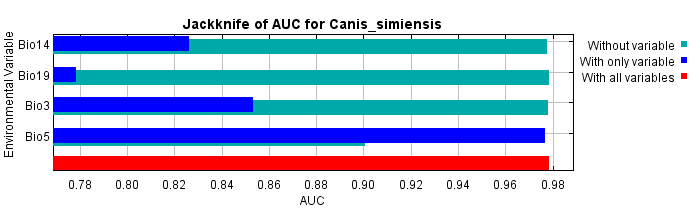 Jackknife of AUC for Canis_simiensis
Environmental Variable
Bio14
Bio19
Bio3
Bio5
0.78 0.80 0.82 0.84 0.86 0.88 0.90 0.92 0.94 0.96 0.98
AUC
Without variable
With only variable
With all variables